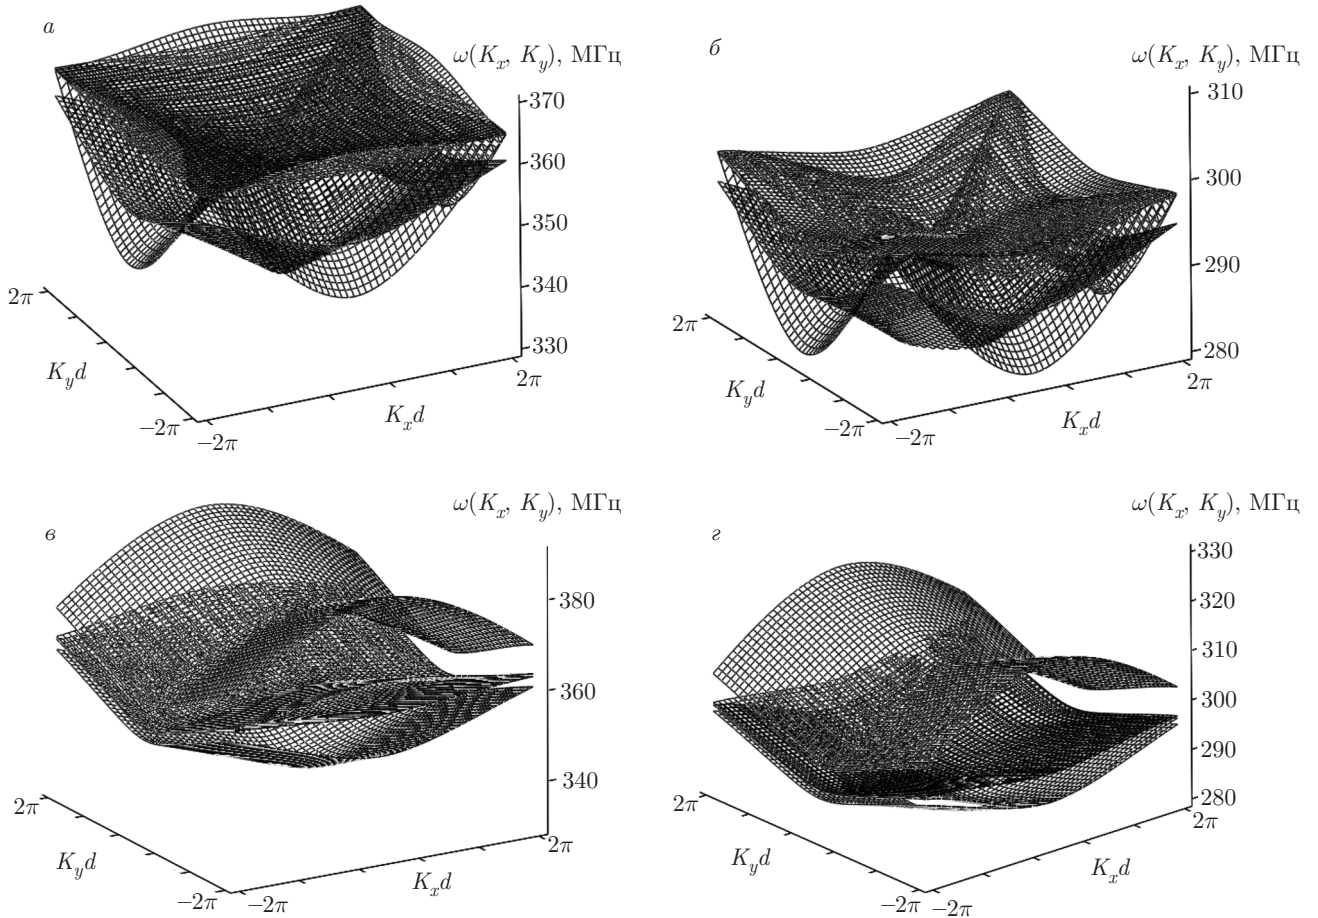 а
ω(K_x, K_y), МГц
370
360
350
340
330
2π
K_y d
−2π
−2π
K_x d
2π
б
ω(K_x, K_y), МГц
310
300
290
280
2π
K_y d
−2π
−2π
K_x d
2π
в
ω(K_x, K_y), МГц
380
360
340
2π
K_y d
−2π
−2π
K_x d
2π
г
ω(K_x, K_y), МГц
330
320
310
300
290
280
2π
K_y d
−2π
−2π
K_x d
2π